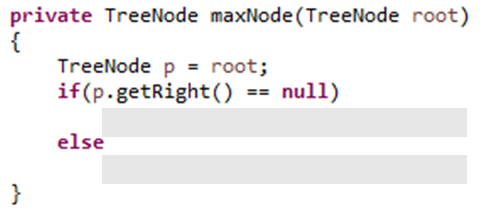 private TreeNode maxNode(TreeNode root)
{
    TreeNode p = root;
    if(p.getRight() == null)
    else
}